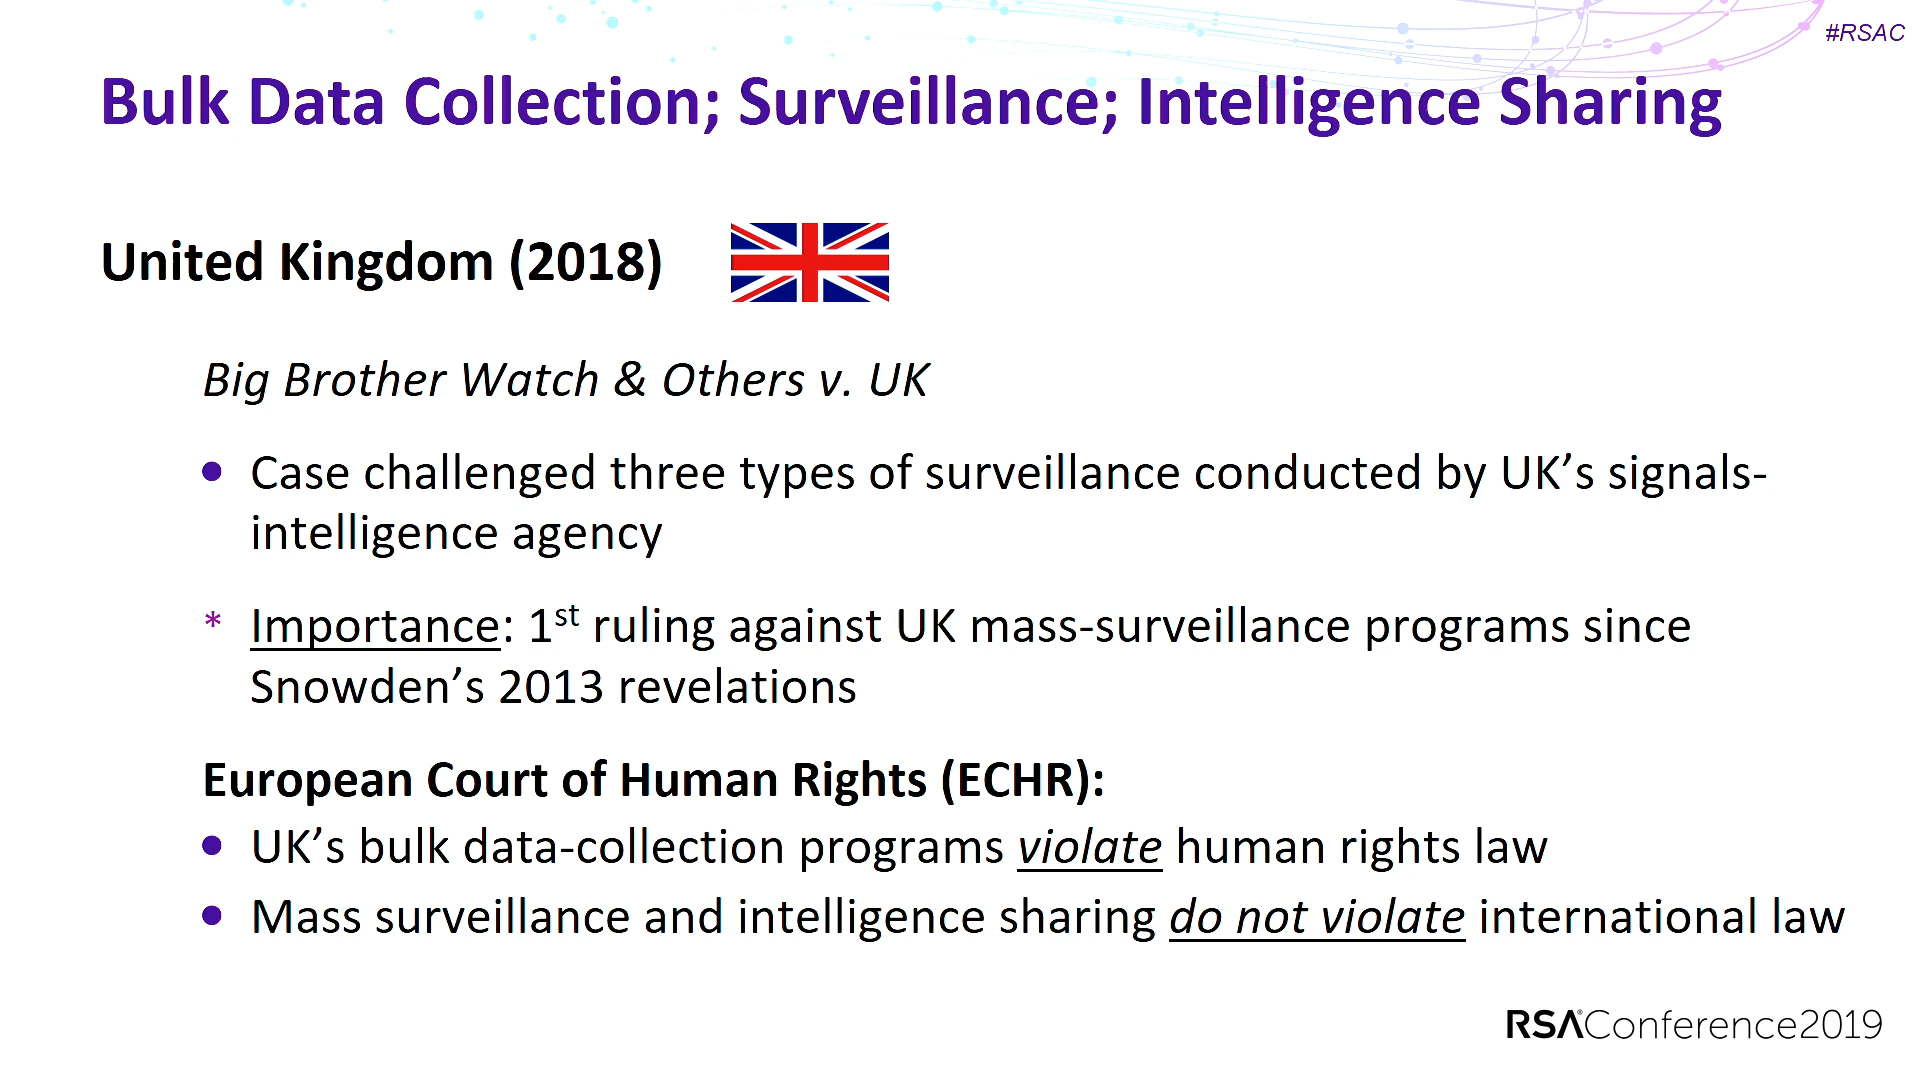 #RSAC
Bulk Data Collection; Surveillance; Intelligence Sharing
United Kingdom (2018)
Big Brother Watch & Others v. UK
• Case challenged three types of surveillance conducted by UK’s signals-
intelligence agency
* Importance: 1st ruling against UK mass-surveillance programs since
Snowden’s 2013 revelations
European Court of Human Rights (ECHR):
• UK’s bulk data-collection programs violate human rights law
• Mass surveillance and intelligence sharing do not violate international law
RSA®Conference2019